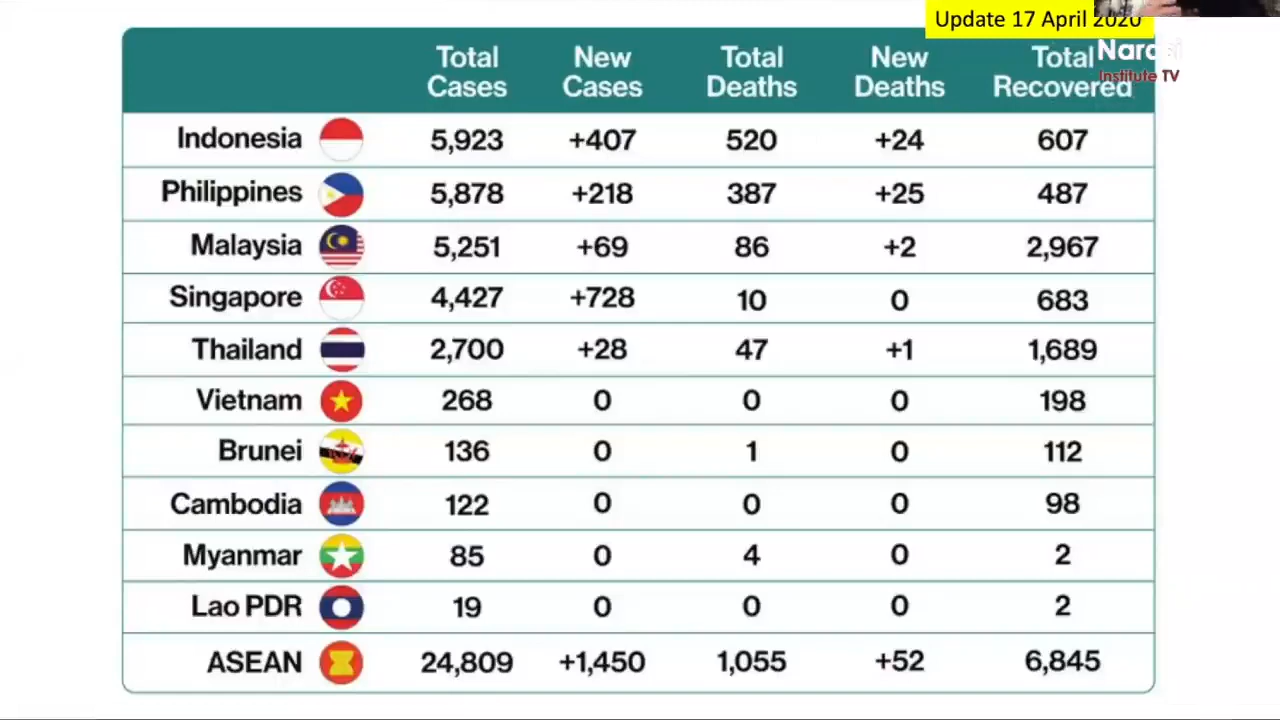 Update 17 April 2020
Narasi
Institute TV
Total Cases New Cases Total Deaths New Deaths Total Recovered
Indonesia 5,923 +407 520 +24 607
Philippines 5,878 +218 387 +25 487
Malaysia 5,251 +69 86 +2 2,967
Singapore 4,427 +728 10 0 683
Thailand 2,700 +28 47 +1 1,689
Vietnam 268 0 0 0 198
Brunei 136 0 1 0 112
Cambodia 122 0 0 0 98
Myanmar 85 0 4 0 2
Lao PDR 19 0 0 0 2
ASEAN 24,809 +1,450 1,055 +52 6,845